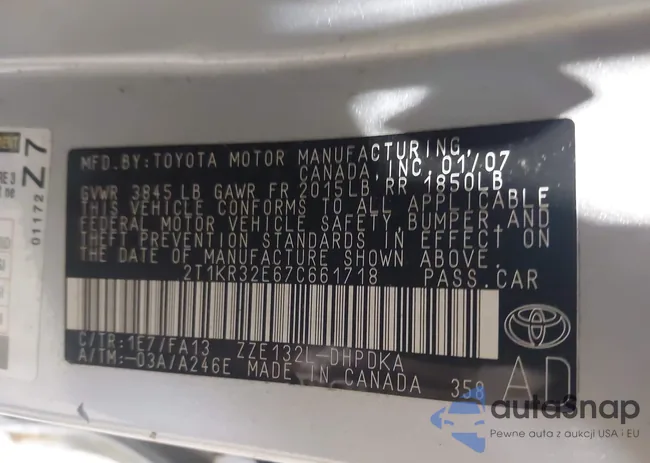 MFD.BY:TOYOTA MOTOR MANUFACTURING,
CANADA,INC. 01/07
GVWR 3845 LB GAWR FR 2015LB RR 1850LB
THIS VEHICLE CONFORMS TO ALL APPLICABLE
FEDERAL MOTOR VEHICLE SAFETY,BUMPER,AND
THEFT PREVENTION STANDARDS IN EFFECT ON
THE DATE OF MANUFACTURE SHOWN ABOVE.
2T1KR32E67C661718 PASS.CAR
C/TR:1E7/FA13 ZZE132L-DHPDKA
A/TM:-03A/A246E MADE IN CANADA 358
AD
01172
Z7
autosnap
Pewne auta z aukcji USA i EU